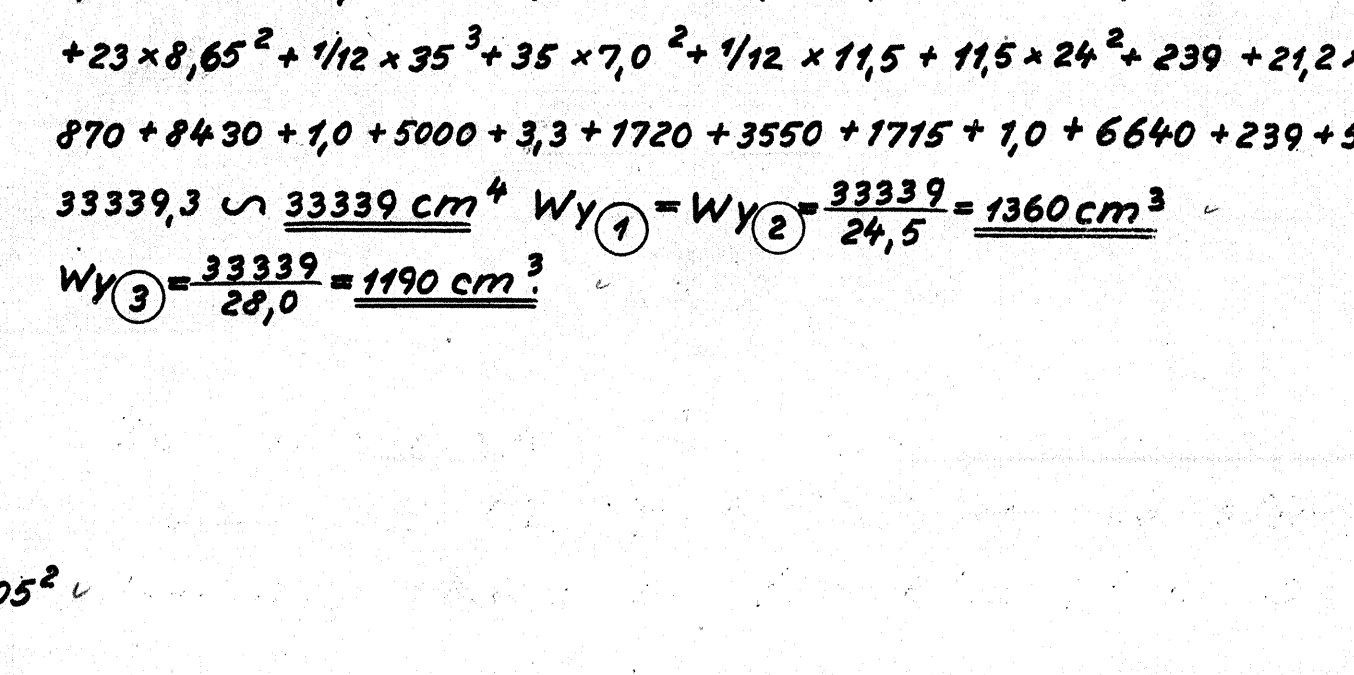 +23×8,65² + 1/12 × 35³ + 35 ×7,0² + 1/12 × 11,5 + 11,5 × 24² + 239 + 21,2×
870 + 8430 + 1,0 + 5000 + 3,3 + 1720 + 3550 + 1715 + 1,0 + 6640 + 239 + 5
33339,3 ∽ 33339 cm⁴ Wy① = Wy② = 33339/24,5 = 1360 cm³
Wy③ = 33339/28,0 = 1190 cm³.
05²